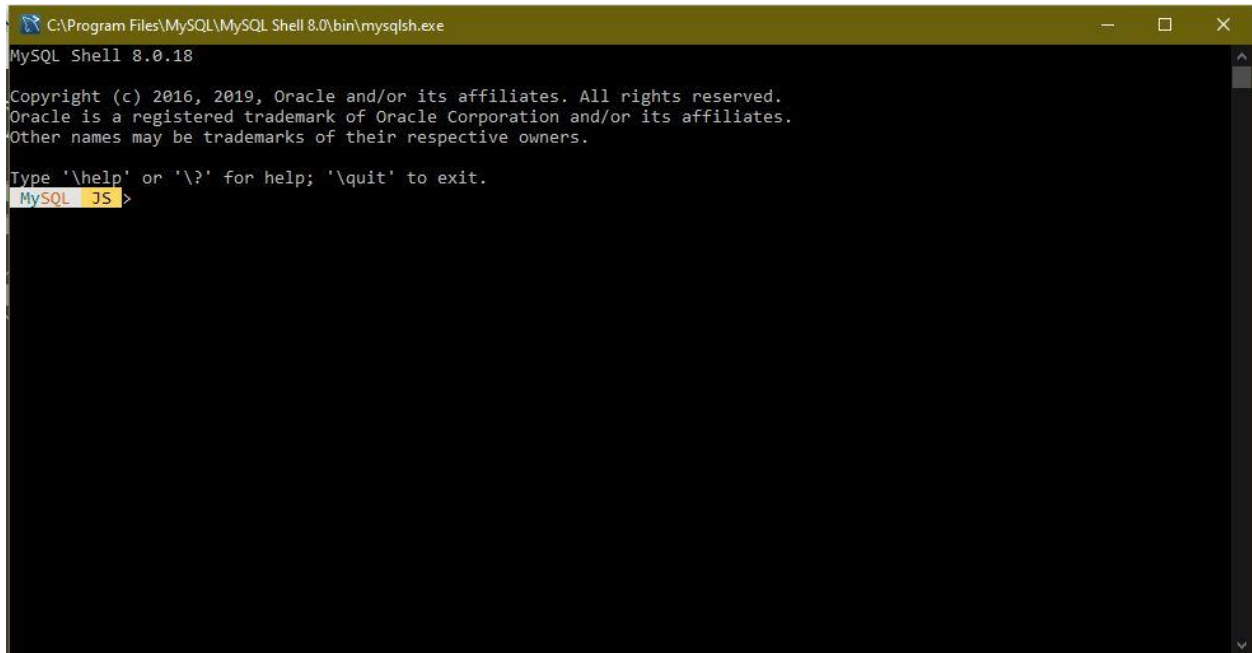 C:\Program Files\MySQL\MySQL Shell 8.0\bin\mysqlsh.exe
MySQL Shell 8.0.18
Copyright (c) 2016, 2019, Oracle and/or its affiliates. All rights reserved.
Oracle is a registered trademark of Oracle Corporation and/or its affiliates.
Other names may be trademarks of their respective owners.
Type '\help' or '\?' for help; '\quit' to exit.
MySQL JS >